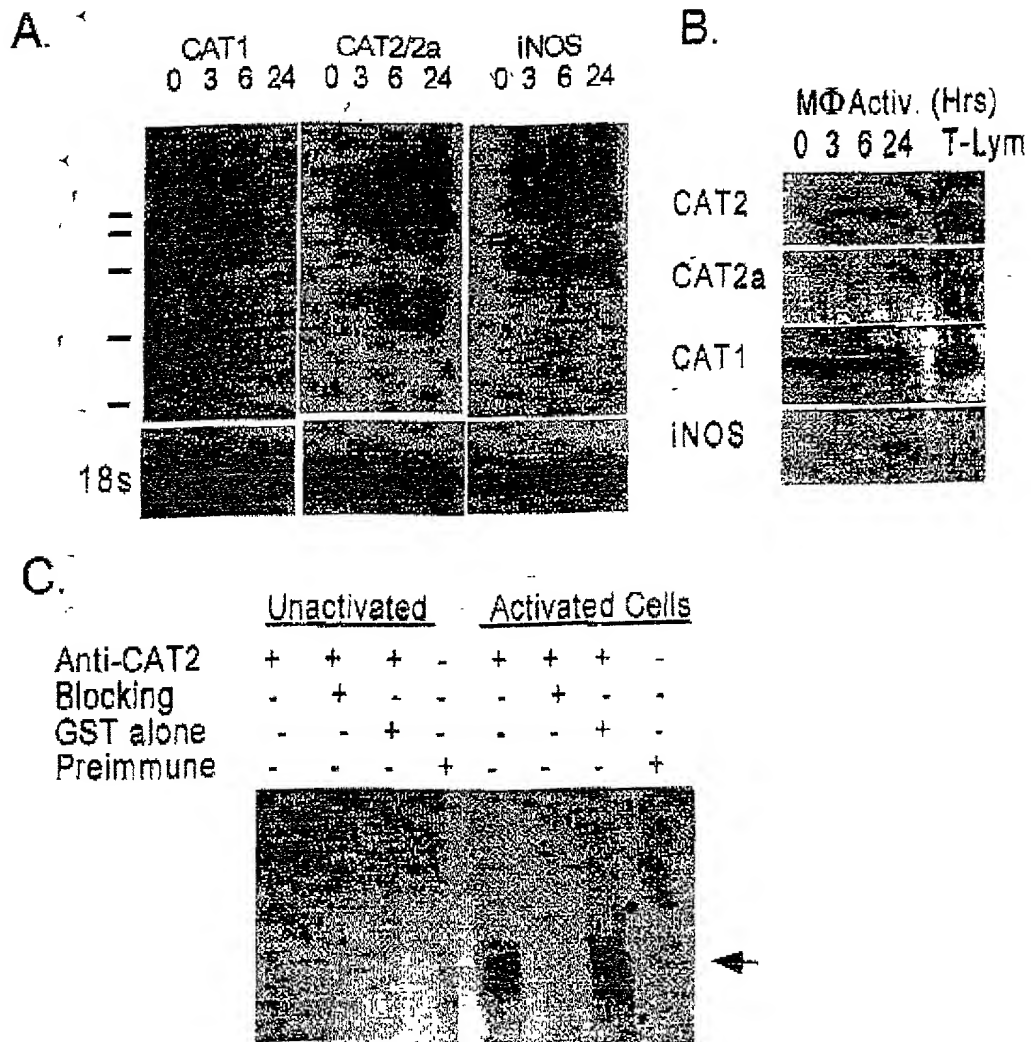 A.
CAT1 CAT2/2a iNOS
0 3 6 24 0 3 6 24 0 3 6 24
18s
B.
MΦ Activ. (Hrs)
0 3 6 24 T-Lym
CAT2
CAT2a
CAT1
iNOS
C.
Unactivated Activated Cells
Anti-CAT2 + + + - + + + -
Blocking - + - - - + - -
GST alone - - + - - - + -
Preimmune - - - + - - - +